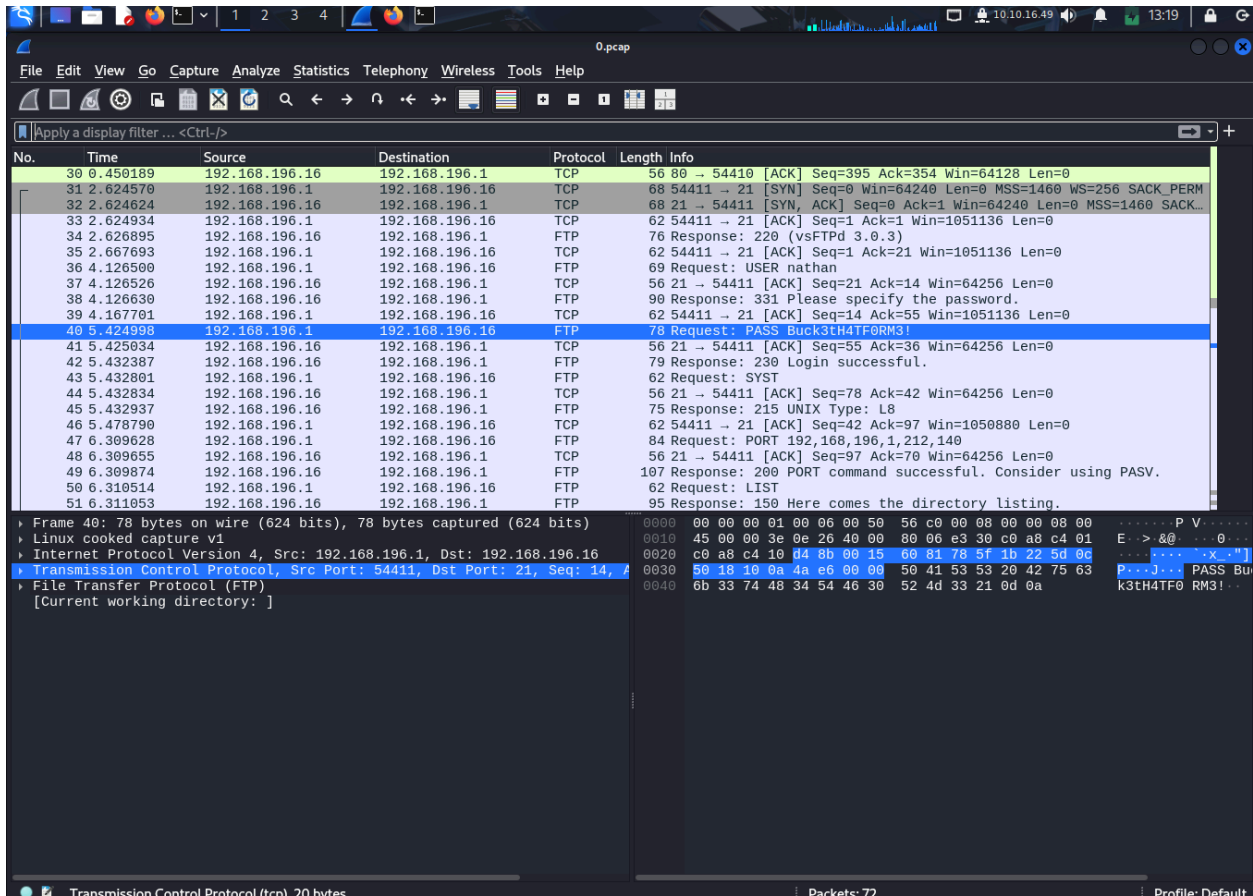 1 2 3 4 10.10.16.49 13:19
0.pcap
File Edit View Go Capture Analyze Statistics Telephony Wireless Tools Help
Apply a display filter … <Ctrl-/>
No. Time Source Destination Protocol Length Info
30 0.450189 192.168.196.16 192.168.196.1 TCP 56 80 → 54410 [ACK] Seq=395 Ack=354 Win=64128 Len=0
31 2.624570 192.168.196.1 192.168.196.16 TCP 68 54411 → 21 [SYN] Seq=0 Win=64240 Len=0 MSS=1460 WS=256 SACK_PERM
32 2.624624 192.168.196.16 192.168.196.1 TCP 68 21 → 54411 [SYN, ACK] Seq=0 Ack=1 Win=64240 Len=0 MSS=1460 SACK…
33 2.624934 192.168.196.1 192.168.196.16 TCP 62 54411 → 21 [ACK] Seq=1 Ack=1 Win=1051136 Len=0
34 2.626895 192.168.196.16 192.168.196.1 FTP 76 Response: 220 (vsFTPd 3.0.3)
35 2.667693 192.168.196.1 192.168.196.16 TCP 62 54411 → 21 [ACK] Seq=1 Ack=21 Win=1051136 Len=0
36 4.126500 192.168.196.1 192.168.196.16 FTP 69 Request: USER nathan
37 4.126526 192.168.196.16 192.168.196.1 TCP 56 21 → 54411 [ACK] Seq=21 Ack=14 Win=64256 Len=0
38 4.126630 192.168.196.16 192.168.196.1 FTP 90 Response: 331 Please specify the password.
39 4.167701 192.168.196.1 192.168.196.16 TCP 62 54411 → 21 [ACK] Seq=14 Ack=55 Win=1051136 Len=0
40 5.424998 192.168.196.1 192.168.196.16 FTP 78 Request: PASS Buck3tH4TF0RM3!
41 5.425034 192.168.196.16 192.168.196.1 TCP 56 21 → 54411 [ACK] Seq=55 Ack=36 Win=64256 Len=0
42 5.432387 192.168.196.16 192.168.196.1 FTP 79 Response: 230 Login successful.
43 5.432801 192.168.196.1 192.168.196.16 FTP 62 Request: SYST
44 5.432834 192.168.196.16 192.168.196.1 TCP 56 21 → 54411 [ACK] Seq=78 Ack=42 Win=64256 Len=0
45 5.432937 192.168.196.16 192.168.196.1 FTP 75 Response: 215 UNIX Type: L8
46 5.478790 192.168.196.1 192.168.196.16 TCP 62 54411 → 21 [ACK] Seq=42 Ack=97 Win=1050880 Len=0
47 6.309628 192.168.196.1 192.168.196.16 FTP 84 Request: PORT 192,168,196,1,212,140
48 6.309655 192.168.196.16 192.168.196.1 TCP 56 21 → 54411 [ACK] Seq=97 Ack=70 Win=64256 Len=0
49 6.309874 192.168.196.16 192.168.196.1 FTP 107 Response: 200 PORT command successful. Consider using PASV.
50 6.310514 192.168.196.1 192.168.196.16 FTP 62 Request: LIST
51 6.311053 192.168.196.16 192.168.196.1 FTP 95 Response: 150 Here comes the directory listing.
Frame 40: 78 bytes on wire (624 bits), 78 bytes captured (624 bits)
Linux cooked capture v1
Internet Protocol Version 4, Src: 192.168.196.1, Dst: 192.168.196.16
Transmission Control Protocol, Src Port: 54411, Dst Port: 21, Seq: 14, A
File Transfer Protocol (FTP)
[Current working directory: ]
0000 00 00 00 01 00 06 00 50 56 c0 00 08 00 00 08 00 ·······P V·······
0010 45 00 00 3e 0e 26 40 00 80 06 e3 30 c0 a8 c4 01 E··>·&@· ···0····
0020 c0 a8 c4 10 d4 8b 00 15 60 81 78 5f 1b 22 5d 0c ········ `·x_·"]
0030 50 18 10 0a 4a e6 00 00 50 41 53 53 20 42 75 63 P···J··· PASS Bu
0040 6b 33 74 48 34 54 46 30 52 4d 33 21 0d 0a k3tH4TF0 RM3!··
Transmission Control Protocol (tcp), 20 bytes Packets: 72 Profile: Default